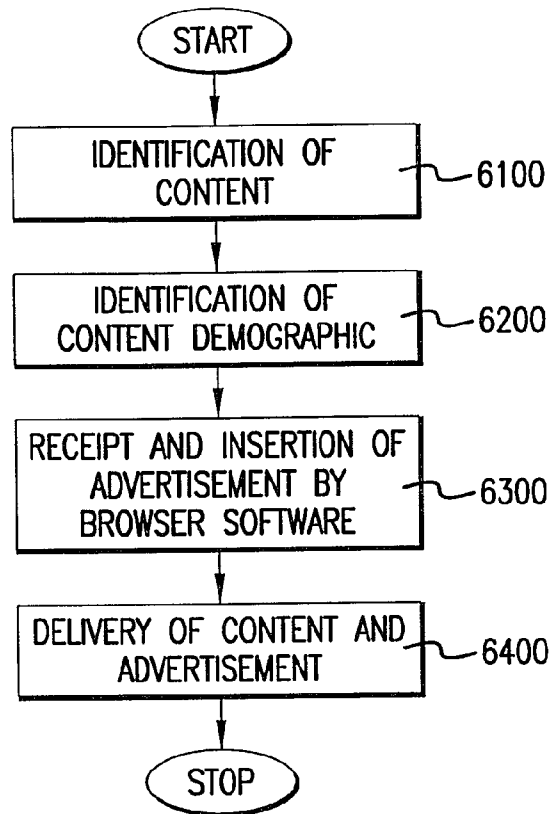 START
IDENTIFICATION OF
CONTENT
6100
IDENTIFICATION OF
CONTENT DEMOGRAPHIC
6200
RECEIPT AND INSERTION OF
ADVERTISEMENT BY
BROWSER SOFTWARE
6300
DELIVERY OF CONTENT AND
ADVERTISEMENT
6400
STOP